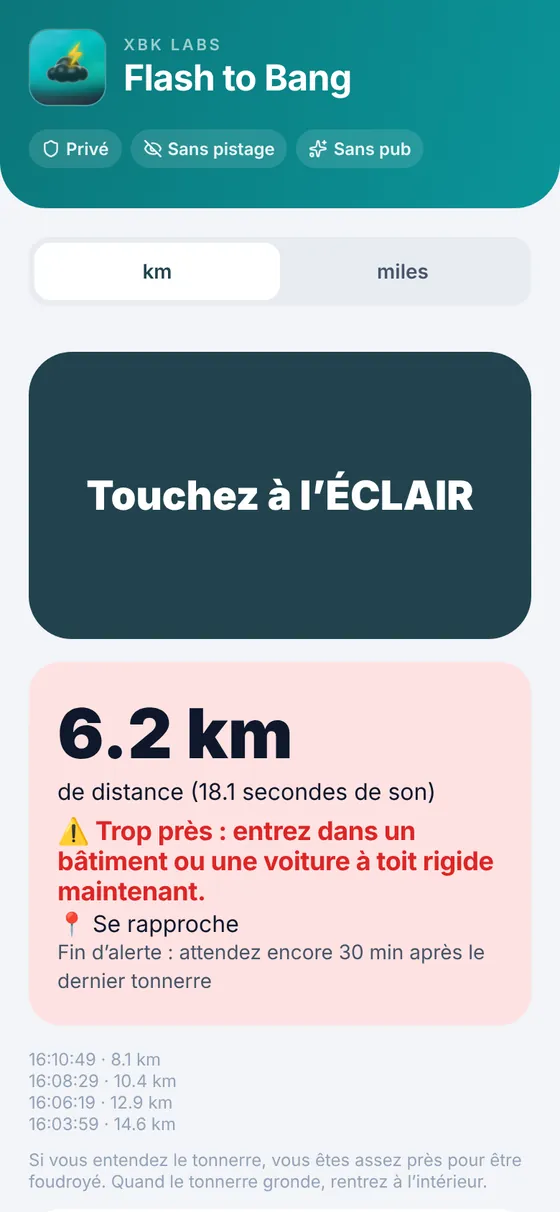 XBK LABS
Flash to Bang
Privé
Sans pistage
Sans pub
km
miles
Touchez à l’ÉCLAIR
6.2 km
de distance (18.1 secondes de son)
⚠️ Trop près : entrez dans un
bâtiment ou une voiture à toit rigide
maintenant.
📍 Se rapproche
Fin d’alerte : attendez encore 30 min après le
dernier tonnerre
16:10:49 · 8.1 km
16:08:29 · 10.4 km
16:06:19 · 12.9 km
16:03:59 · 14.6 km
Si vous entendez le tonnerre, vous êtes assez près pour être
foudroyé. Quand le tonnerre gronde, rentrez à l’intérieur.